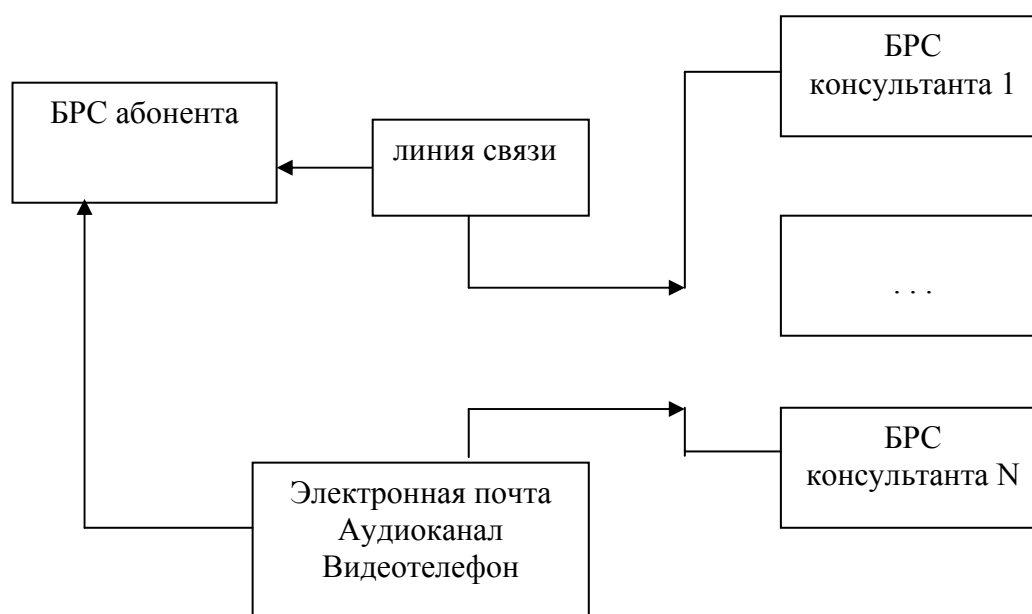 БРС
консультанта 1
БРС абонента
линия связи
. . .
БРС
консультанта N
Электронная почта
Аудиоканал
Видеотелефон